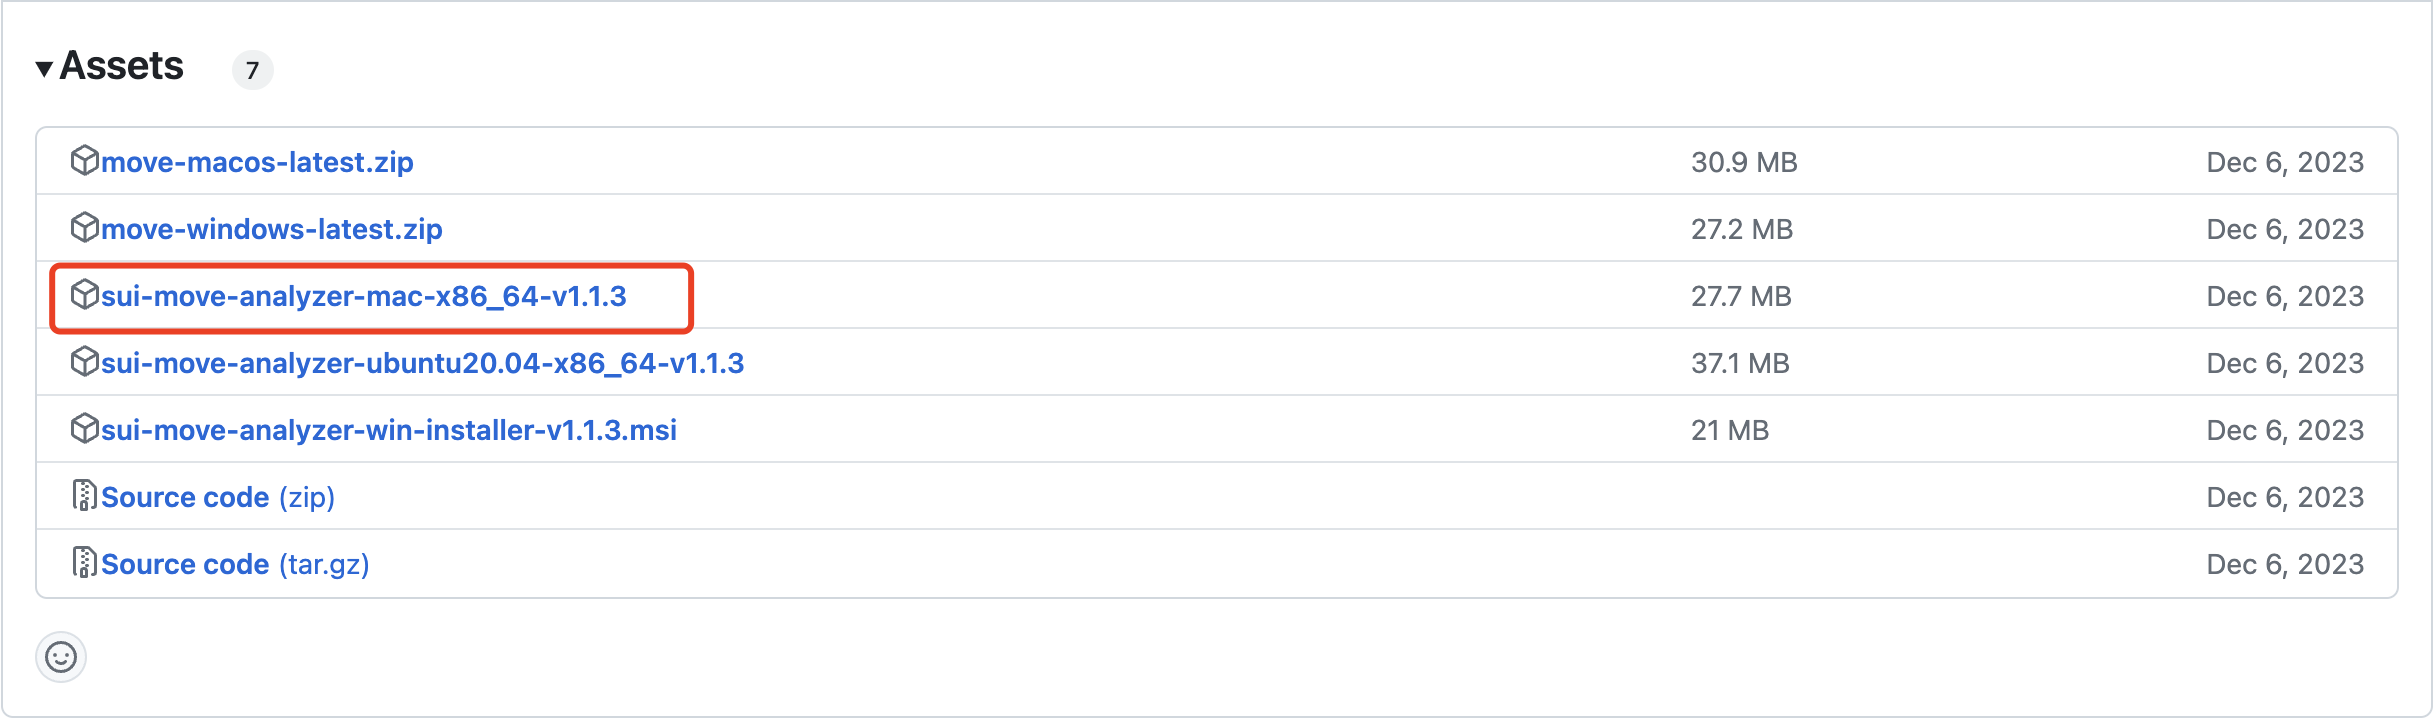 Assets 7
move-macos-latest.zip 30.9 MB Dec 6, 2023
move-windows-latest.zip 27.2 MB Dec 6, 2023
sui-move-analyzer-mac-x86_64-v1.1.3 27.7 MB Dec 6, 2023
sui-move-analyzer-ubuntu20.04-x86_64-v1.1.3 37.1 MB Dec 6, 2023
sui-move-analyzer-win-installer-v1.1.3.msi 21 MB Dec 6, 2023
Source code (zip) Dec 6, 2023
Source code (tar.gz) Dec 6, 2023